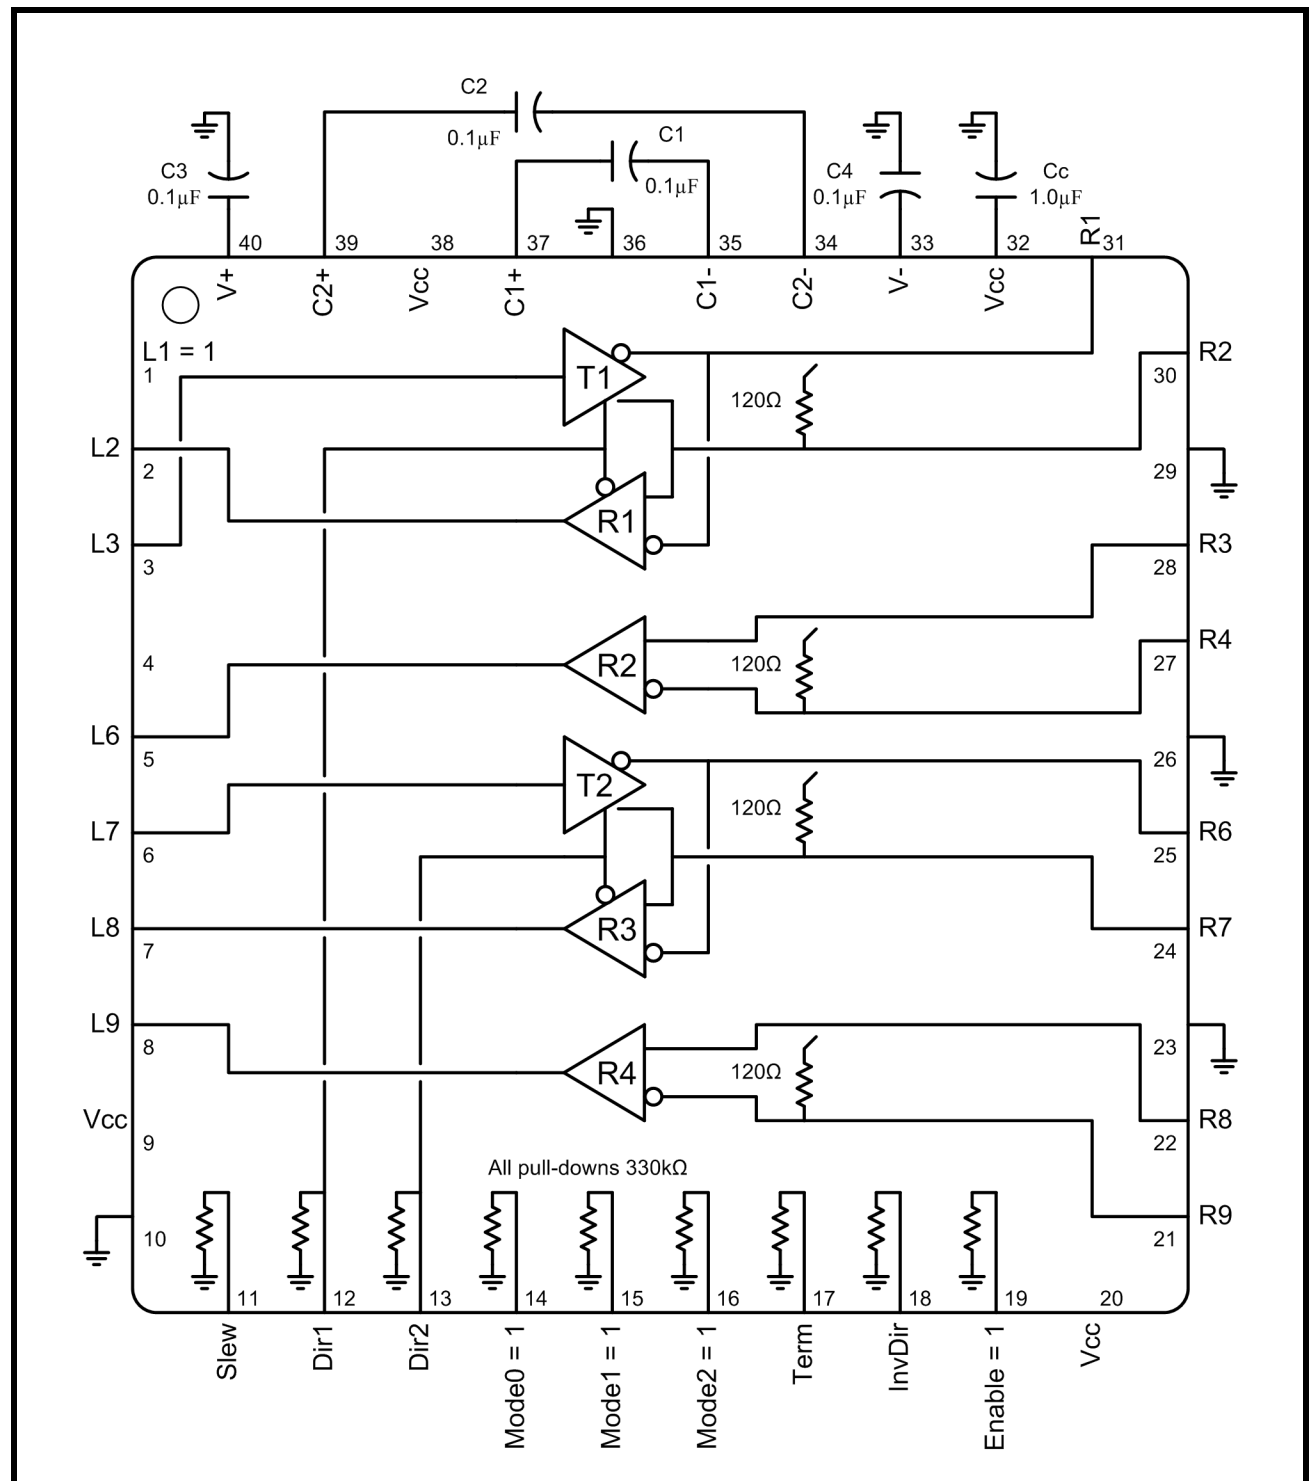 C2
0.1µF
C1
0.1µF
C3
0.1µF
C4
0.1µF
Cc
1.0µF
R1
40 39 38 37 36 35 34 33 32 31
V+ C2+ Vcc C1+ C1- C2- V- Vcc
L1 = 1
1
T1
120Ω
R2
30
L2
2
29
R1
L3
3
R3
28
4
R2
120Ω
R4
27
L6
5
26
T2
120Ω
L7
6
R6
25
L8
7
R3
R7
24
L9
8
23
R4
120Ω
Vcc
9
R8
22
All pull-downs 330kΩ
10
R9
21
11 12 13 14 15 16 17 18 19 20
Slew
Dir1
Dir2
Mode0 = 1
Mode1 = 1
Mode2 = 1
Term
InvDir
Enable = 1
Vcc